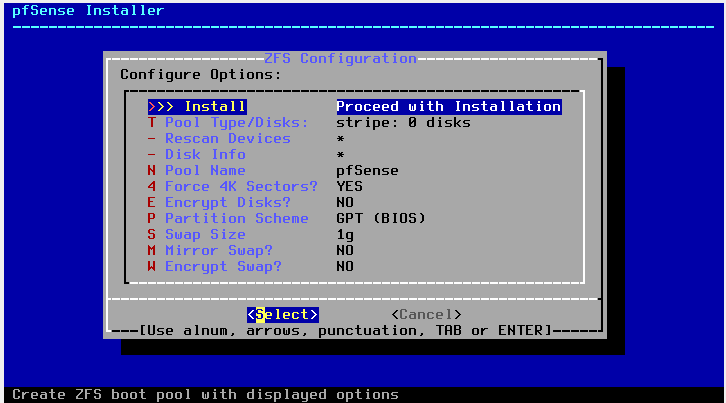 pfSense Installer
ZFS Configuration
Configure Options:
>>> Install Proceed with Installation
T Pool Type/Disks: stripe: 0 disks
- Rescan Devices *
- Disk Info *
N Pool Name pfSense
4 Force 4K Sectors? YES
E Encrypt Disks? NO
P Partition Scheme GPT (BIOS)
S Swap Size 1g
M Mirror Swap? NO
W Encrypt Swap? NO
<Select> <Cancel>
[Use alnum, arrows, punctuation, TAB or ENTER]
Create ZFS boot pool with displayed options